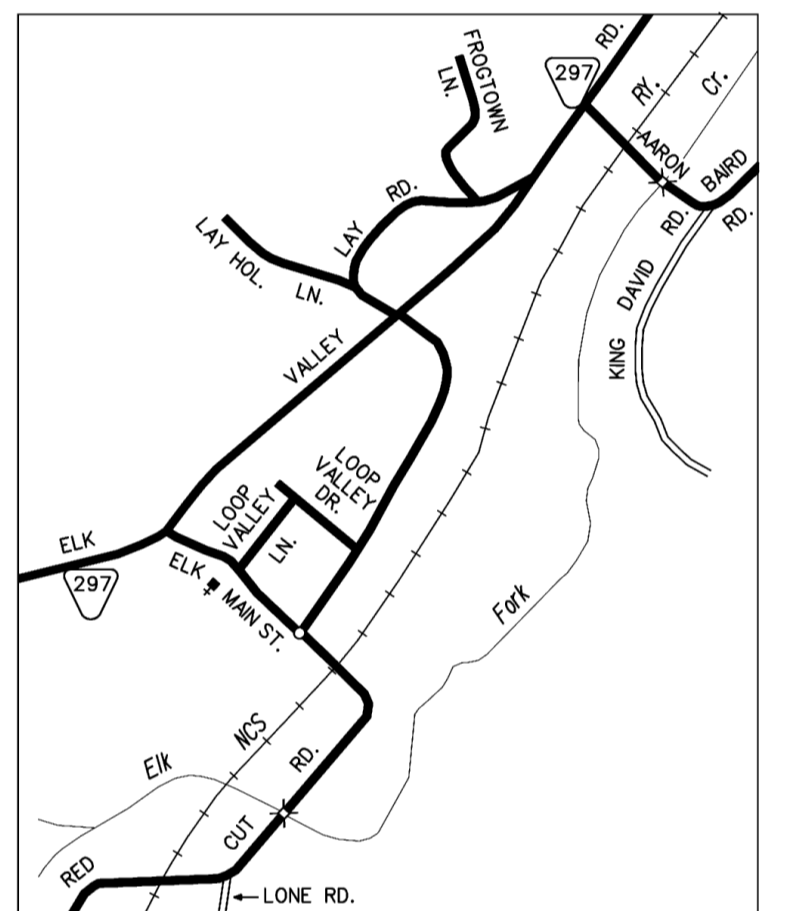 RD.
297
FROGTOWN
LN.
RY.
Cr.
AARON
RD.
BAIRD
RD.
LAY
RD.
LAY HOL.
LN.
KING
DAVID
VALLEY
LOOP
VALLEY
DR.
LOOP
VALLEY
LN.
ELK
297
ELK
MAIN ST.
Fork
Elk
NCS
RED
CUT
RD.
LONE RD.